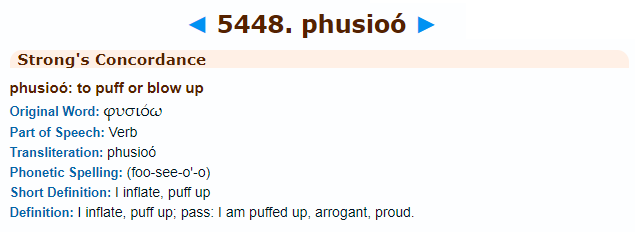 ◄ 5448. phusioó ►
Strong's Concordance
phusioó: to puff or blow up
Original Word: φυσιόω
Part of Speech: Verb
Transliteration: phusioó
Phonetic Spelling: (foo-see-o'-o)
Short Definition: I inflate, puff up
Definition: I inflate, puff up; pass: I am puffed up, arrogant, proud.